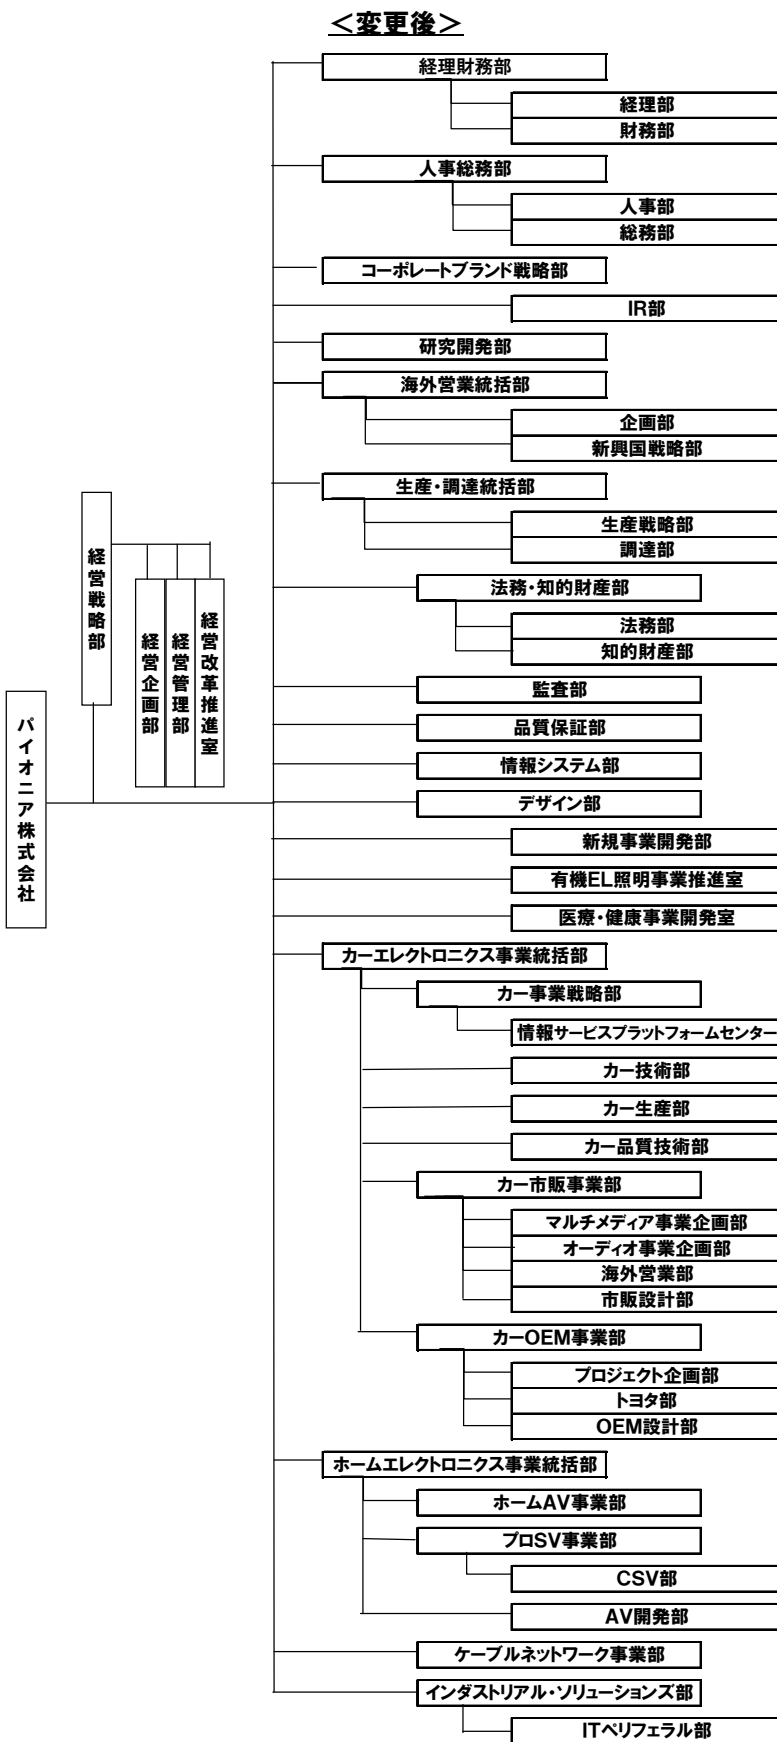 ＜変更後＞
経理財務部
経理部
財務部
人事総務部
人事部
総務部
コーポレートブランド戦略部
IR部
研究開発部
海外営業統括部
企画部
新興国戦略部
生産・調達統括部
生産戦略部
調達部
経営戦略部
経営企画部
経営管理部
経営改革推進室
法務・知的財産部
法務部
知的財産部
監査部
品質保証部
情報システム部
パイオニア株式会社
デザイン部
新規事業開発部
有機EL照明事業推進室
医療・健康事業開発室
カーエレクトロニクス事業統括部
カー事業戦略部
情報サービスプラットフォームセンター
カー技術部
カー生産部
カー品質技術部
カー市販事業部
マルチメディア事業企画部
オーディオ事業企画部
海外営業部
市販設計部
カーOEM事業部
プロジェクト企画部
トヨタ部
OEM設計部
ホームエレクトロニクス事業統括部
ホームAV事業部
プロSV事業部
CSV部
AV開発部
ケーブルネットワーク事業部
インダストリアル・ソリューションズ部
ITペリフェラル部